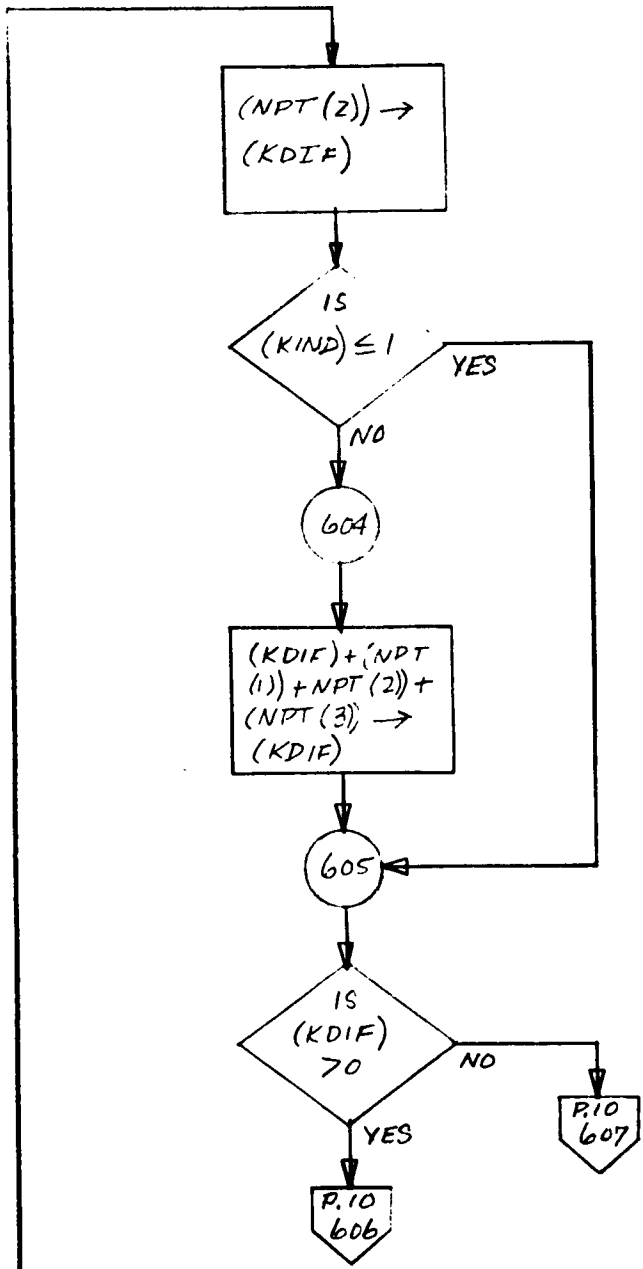 (NPT(2)) →
(KDIF)
IS
(KIND) ≤ 1
YES
NO
604
(KDIF)+(NPT
(1))+NPT(2))+
(NPT(3)) →
(KDIF)
605
IS
(KDIF)
>0
NO
YES
P.10
607
P.10
606